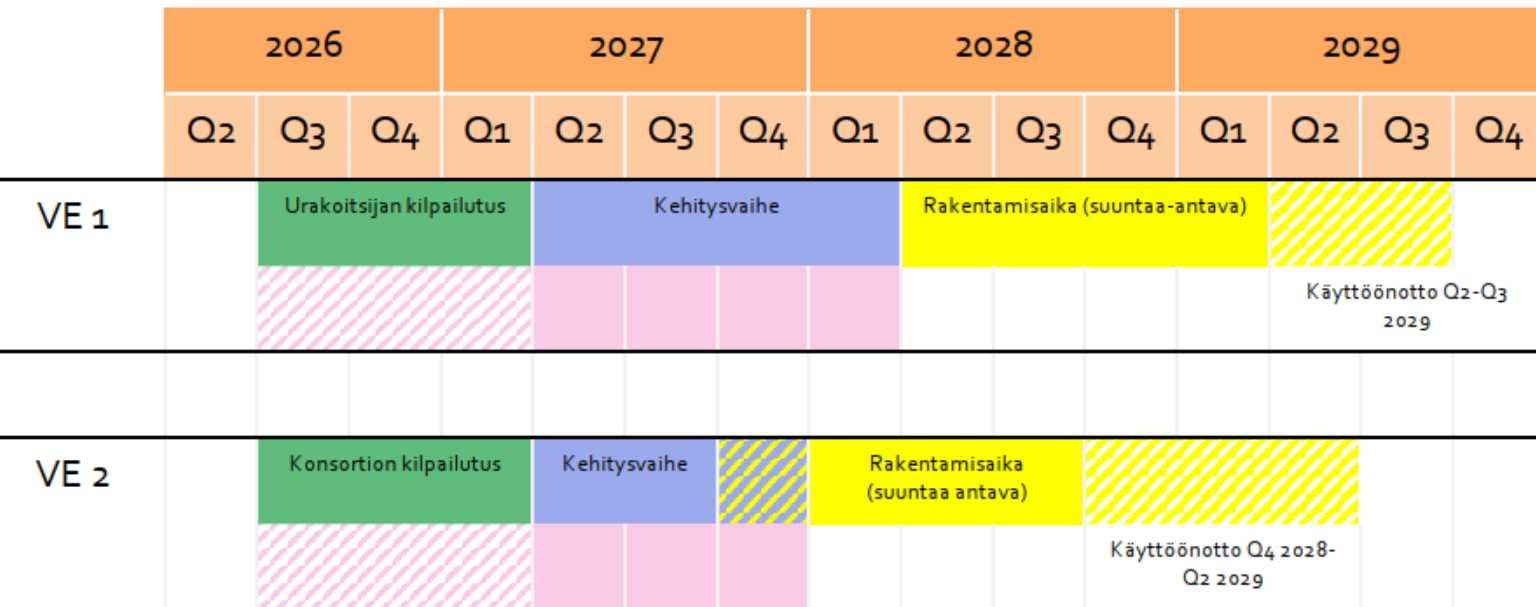 2026 2027 2028 2029
Q2 Q3 Q4 Q1 Q2 Q3 Q4 Q1 Q2 Q3 Q4 Q1 Q2 Q3 Q4
VE 1 Urakoitsijan kilpailutus Kehitysvaihe Rakentamisaika (suuntaa-antava)
Käyttöönotto Q2-Q3
2029
VE 2 Konsortion kilpailutus Kehitysvaihe Rakentamisaika
(suuntaa antava)
Käyttöönotto Q4 2028-
Q2 2029